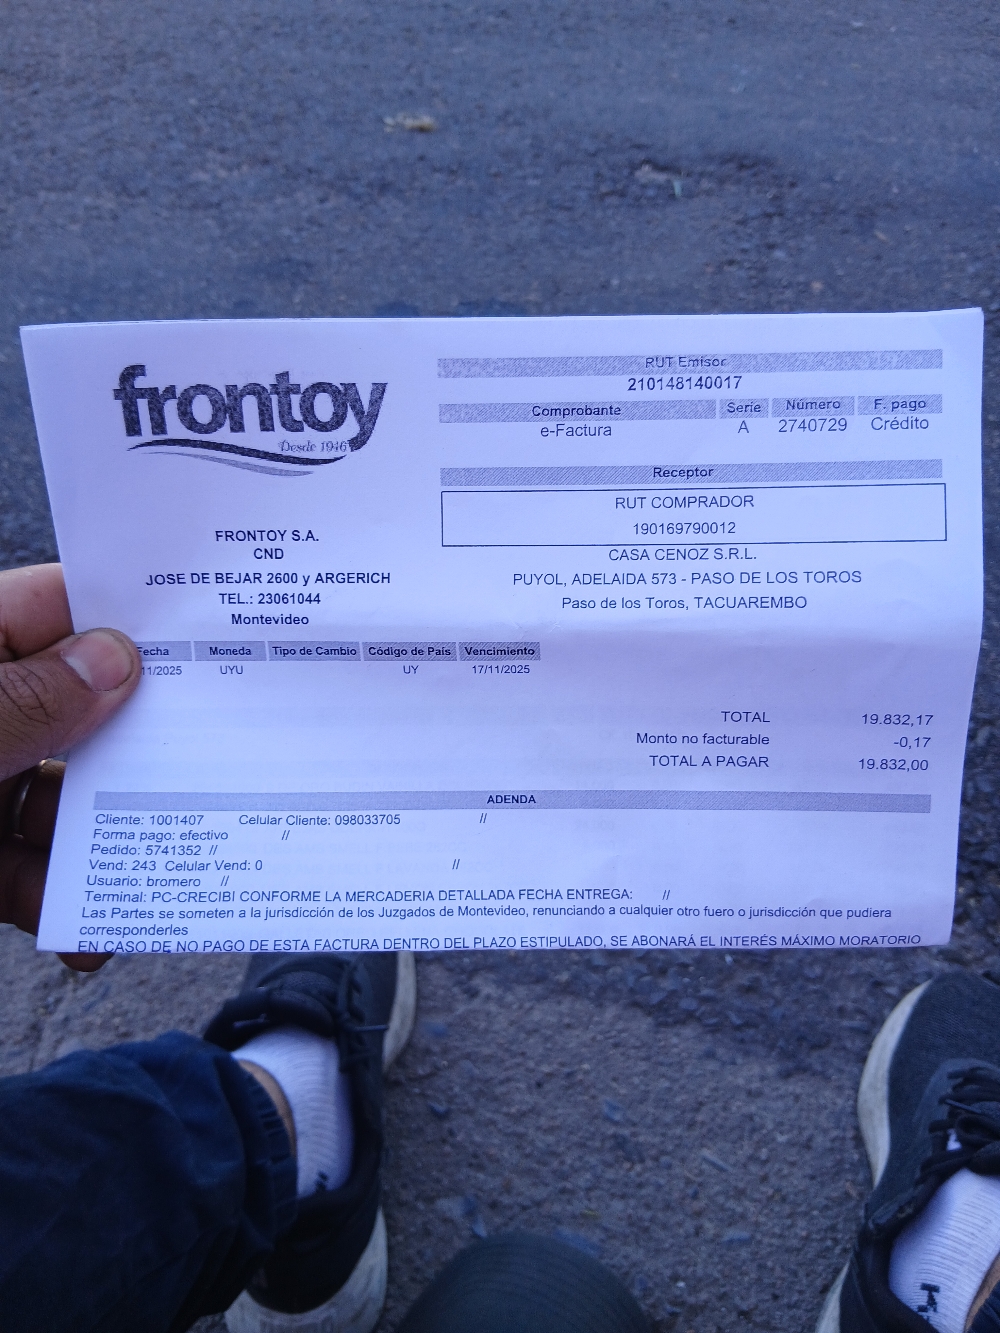 frontoy
Desde 1946
RUT Emisor
210148140017
Comprobante Serie Número F. pago
e-Factura A 2740729 Crédito
Receptor
RUT COMPRADOR
190169790012
CASA CENOZ S.R.L.
PUYOL, ADELAIDA 573 - PASO DE LOS TOROS
Paso de los Toros, TACUAREMBO
FRONTOY S.A.
CND
JOSE DE BEJAR 2600 y ARGERICH
TEL.: 23061044
Montevideo
Fecha Moneda Tipo de Cambio Código de País Vencimiento
11/2025 UYU UY 17/11/2025
TOTAL 19.832,17
Monto no facturable -0,17
TOTAL A PAGAR 19.832,00
ADENDA
Cliente: 1001407 Celular Cliente: 098033705 //
Forma pago: efectivo //
Pedido: 5741352 //
Vend: 243 Celular Vend: 0 //
Usuario: bromero //
Terminal: PC-CRECIBI CONFORME LA MERCADERIA DETALLADA FECHA ENTREGA: //
Las Partes se someten a la jurisdicción de los Juzgados de Montevideo, renunciando a cualquier otro fuero o jurisdicción que pudiera
corresponderles
EN CASO DE NO PAGO DE ESTA FACTURA DENTRO DEL PLAZO ESTIPULADO, SE ABONARÁ EL INTERÉS MÁXIMO MORATORIO